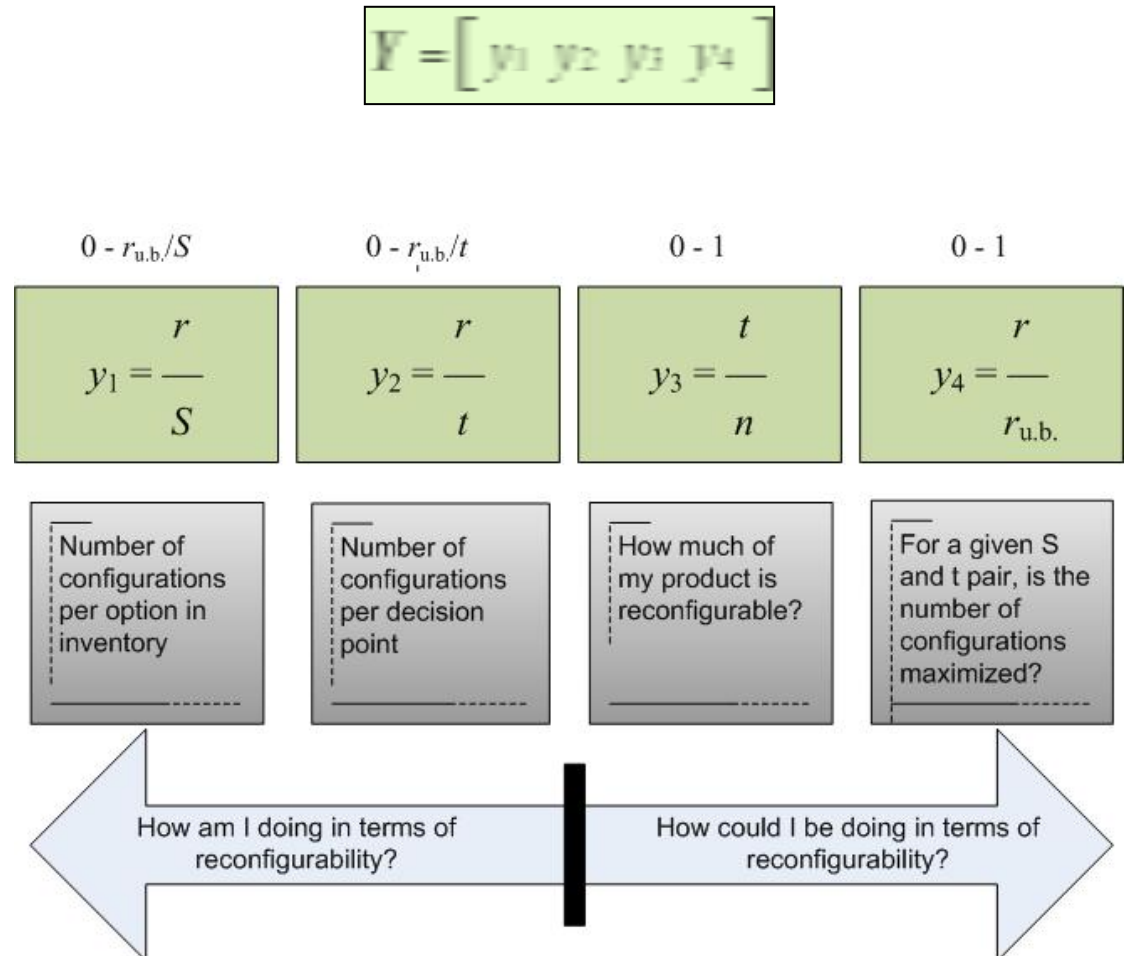 Y = [ y1 y2 y3 y4 ]
0 - ru.b./S
0 - ru.b./t
0 - 1
0 - 1
y1 = r / S
y2 = r / t
y3 = t / n
y4 = r / ru.b.
Number of
configurations
per option in
inventory
Number of
configurations
per decision
point
How much of
my product is
reconfigurable?
For a given S
and t pair, is the
number of
configurations
maximized?
How am I doing in terms of
reconfigurability?
How could I be doing in terms of
reconfigurability?